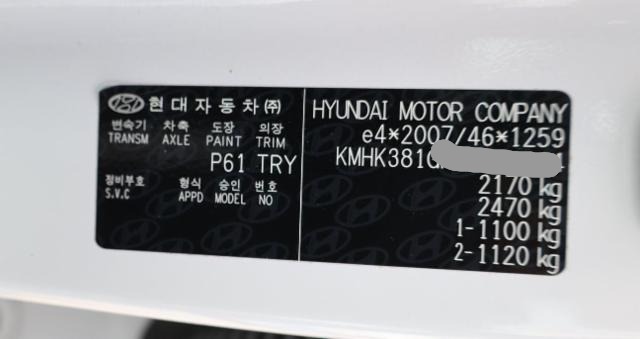 현대자동차㈜
변속기 차축 도장 의장
TRANSM AXLE PAINT TRIM
P61 TRY
정비부호 형식 승인 번호
S.V.C APPD MODEL NO
HYUNDAI MOTOR COMPANY
e4*2007/46*1259
KMHK381G
2170 kg
2470 kg
1-1100 kg
2-1120 kg